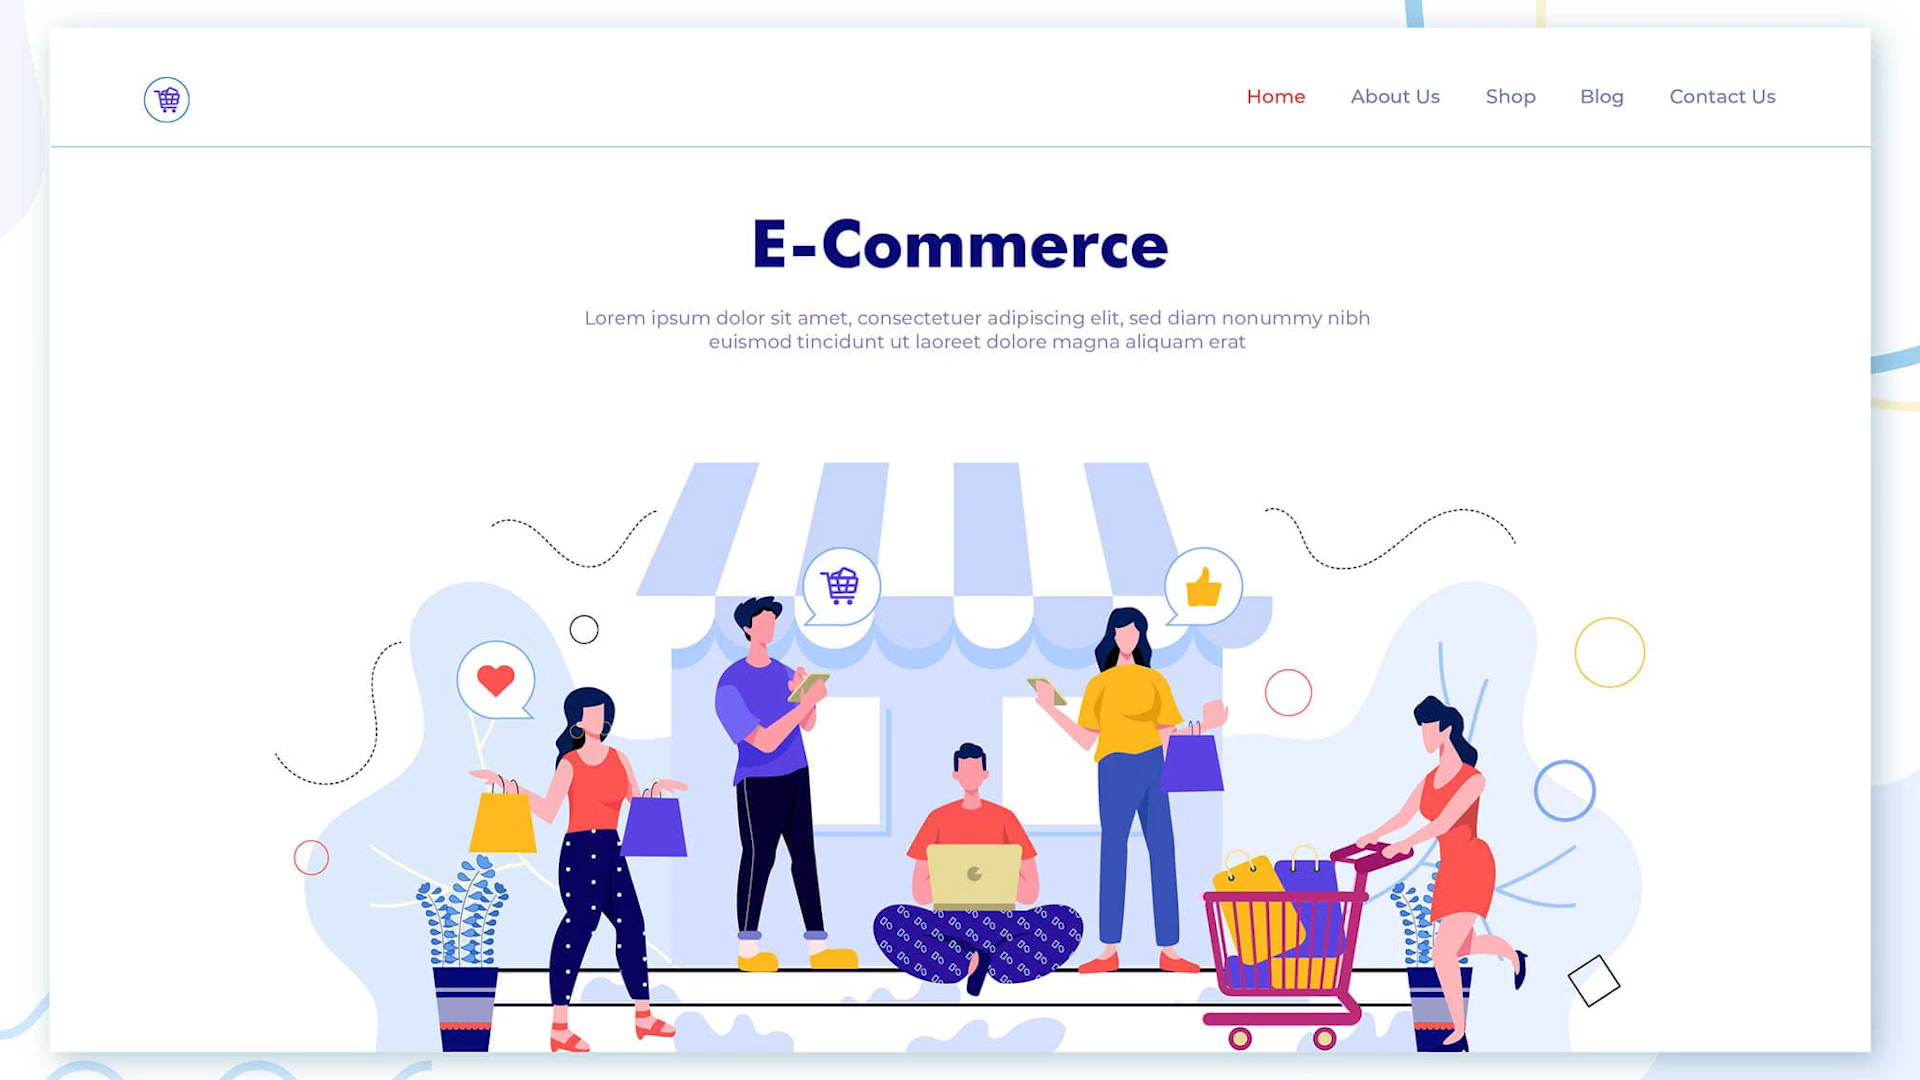 Home About Us Shop Blog Contact Us
E-Commerce
Lorem ipsum dolor sit amet, consectetuer adipiscing elit, sed diam nonummy nibh
euismod tincidunt ut laoreet dolore magna aliquam erat